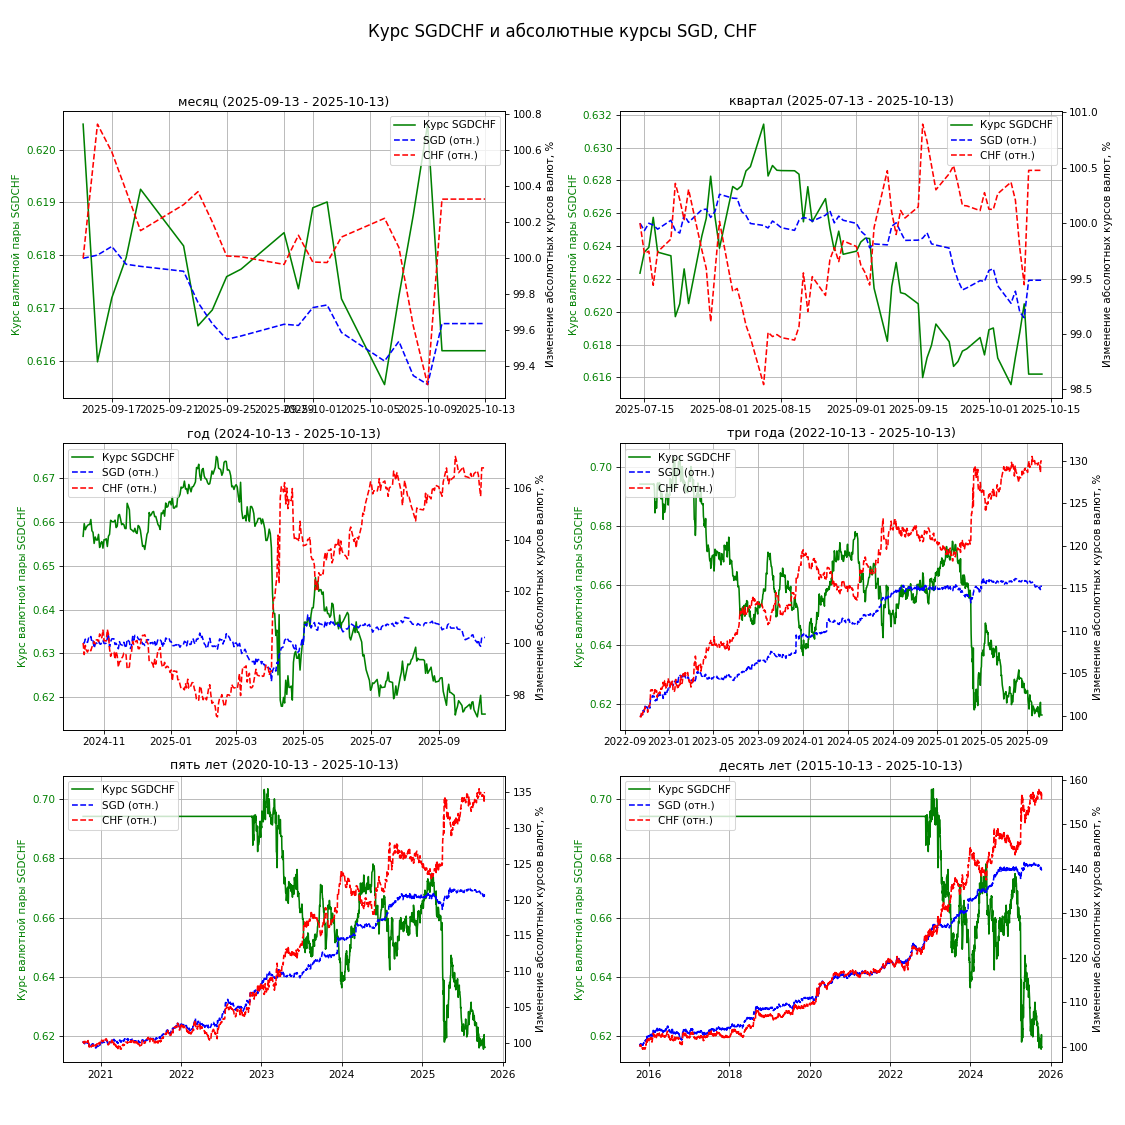 Курс SGDCHF и абсолютные курсы SGD, CHF
месяц (2025-09-13 - 2025-10-13)
Курс валютной пары SGDCHF
0.620
0.619
0.618
0.617
0.616
Курс SGDCHF
SGD (отн.)
CHF (отн.)
100.8
100.6
100.4
100.2
100.0
99.8
99.6
99.4
Изменение абсолютных курсов валют, %
2025-09-17 2025-09-21 2025-09-25 2025-09-29 2025-10-01 2025-10-05 2025-10-09 2025-10-13
квартал (2025-07-13 - 2025-10-13)
Курс валютной пары SGDCHF
0.632
0.630
0.628
0.626
0.624
0.622
0.620
0.618
0.616
Курс SGDCHF
SGD (отн.)
CHF (отн.)
101.0
100.5
100.0
99.5
99.0
98.5
Изменение абсолютных курсов валют, %
2025-07-15 2025-08-01 2025-08-15 2025-09-01 2025-09-15 2025-10-01 2025-10-15
год (2024-10-13 - 2025-10-13)
Курс валютной пары SGDCHF
0.67
0.66
0.65
0.64
0.63
0.62
Курс SGDCHF
SGD (отн.)
CHF (отн.)
106
104
102
100
98
Изменение абсолютных курсов валют, %
2024-11 2025-01 2025-03 2025-05 2025-07 2025-09
три года (2022-10-13 - 2025-10-13)
Курс валютной пары SGDCHF
0.70
0.68
0.66
0.64
0.62
Курс SGDCHF
SGD (отн.)
CHF (отн.)
130
125
120
115
110
105
100
Изменение абсолютных курсов валют, %
2022-09 2023-01 2023-05 2023-09 2024-01 2024-05 2024-09 2025-01 2025-05 2025-09
пять лет (2020-10-13 - 2025-10-13)
Курс валютной пары SGDCHF
0.70
0.68
0.66
0.64
0.62
Курс SGDCHF
SGD (отн.)
CHF (отн.)
135
130
125
120
115
110
105
100
Изменение абсолютных курсов валют, %
2021 2022 2023 2024 2025 2026
десять лет (2015-10-13 - 2025-10-13)
Курс валютной пары SGDCHF
0.70
0.68
0.66
0.64
0.62
Курс SGDCHF
SGD (отн.)
CHF (отн.)
160
150
140
130
120
110
100
Изменение абсолютных курсов валют, %
2016 2018 2020 2022 2024 2026